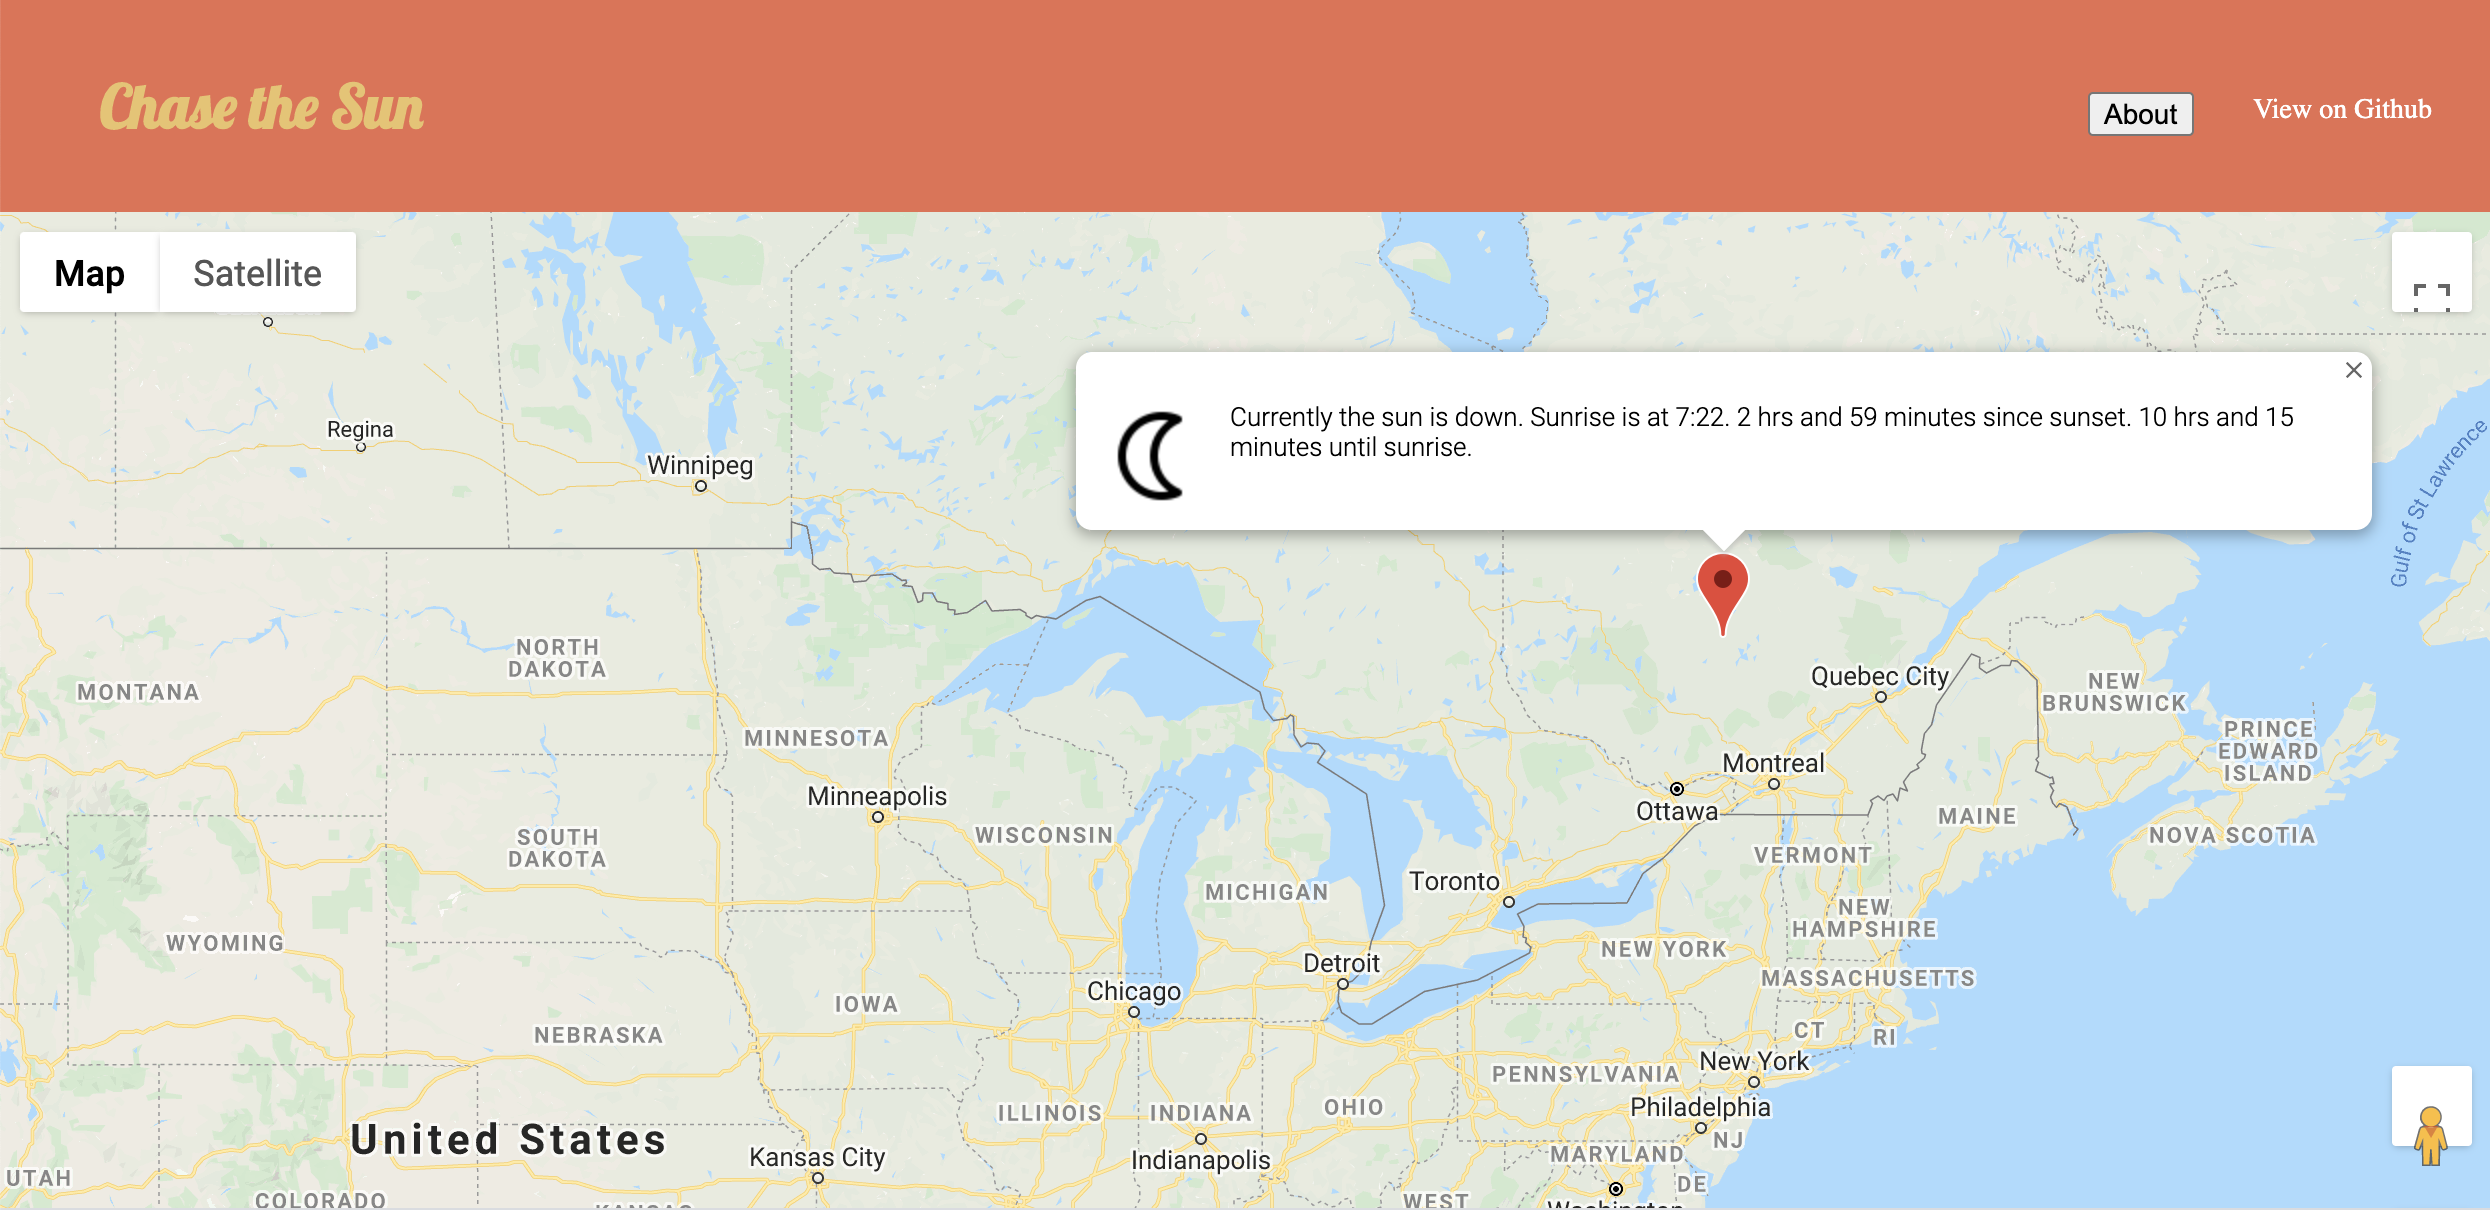 Chase the Sun
About
View on Github
Map
Satellite
Currently the sun is down. Sunrise is at 7:22. 2 hrs and 59 minutes since sunset. 10 hrs and 15
minutes until sunrise.
Regina
Winnipeg
Gulf of St Lawrence
NORTH
DAKOTA
MONTANA
Quebec City
NEW
BRUNSWICK
PRINCE
EDWARD
ISLAND
MINNESOTA
Montreal
Minneapolis
Ottawa
MAINE
WISCONSIN
SOUTH
DAKOTA
NOVA SCOTIA
VERMONT
Toronto
MICHIGAN
NEW
HAMPSHIRE
WYOMING
NEW YORK
Detroit
MASSACHUSETTS
Chicago
IOWA
NEBRASKA
CT
RI
New York
PENNSYLVANIA
ILLINOIS
INDIANA
OHIO
Philadelphia
United States
NJ
Kansas City
Indianapolis
MARYLAND
UTAH
DE
COLORADO
WEST
KANSAS
Washington